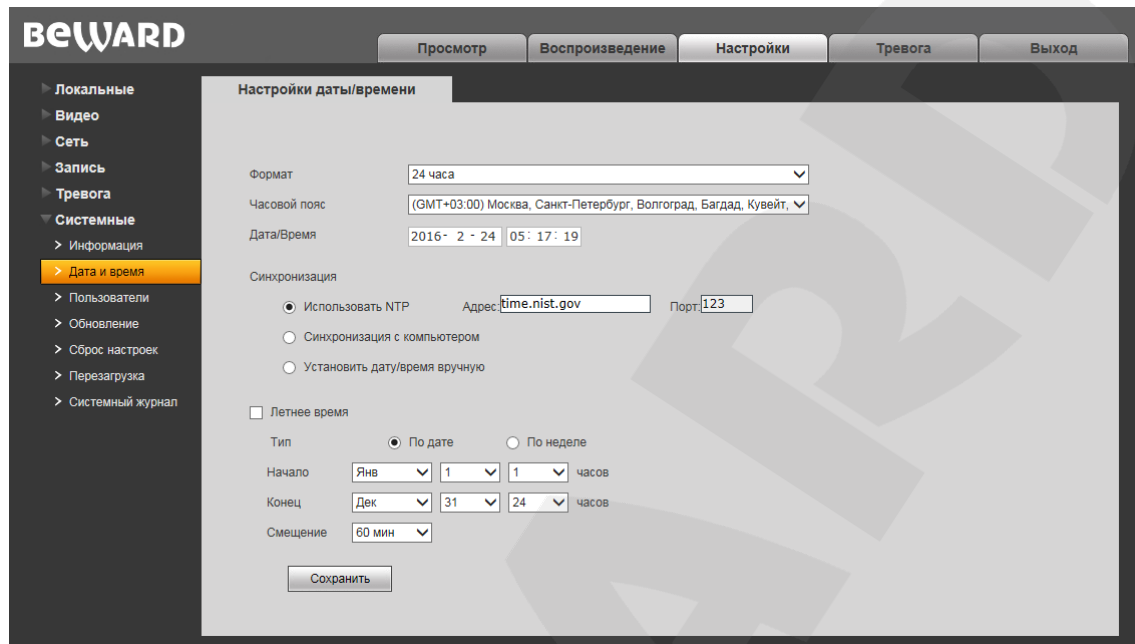 BEWARD
Просмотр Воспроизведение Настройки Тревога Выход
Локальные
Видео
Сеть
Запись
Тревога
Системные
Информация
Дата и время
Пользователи
Обновление
Сброс настроек
Перезагрузка
Системный журнал
Настройки даты/времени
Формат 24 часа
Часовой пояс (GMT+03:00) Москва, Санкт-Петербург, Волгоград, Багдад, Кувейт,
Дата/Время 2016- 2 - 24 05: 17: 19
Синхронизация
Использовать NTP Адрес: time.nist.gov Порт: 123
Синхронизация с компьютером
Установить дату/время вручную
Летнее время
Тип По дате По неделе
Начало Янв 1 1 часов
Конец Дек 31 24 часов
Смещение 60 мин
Сохранить